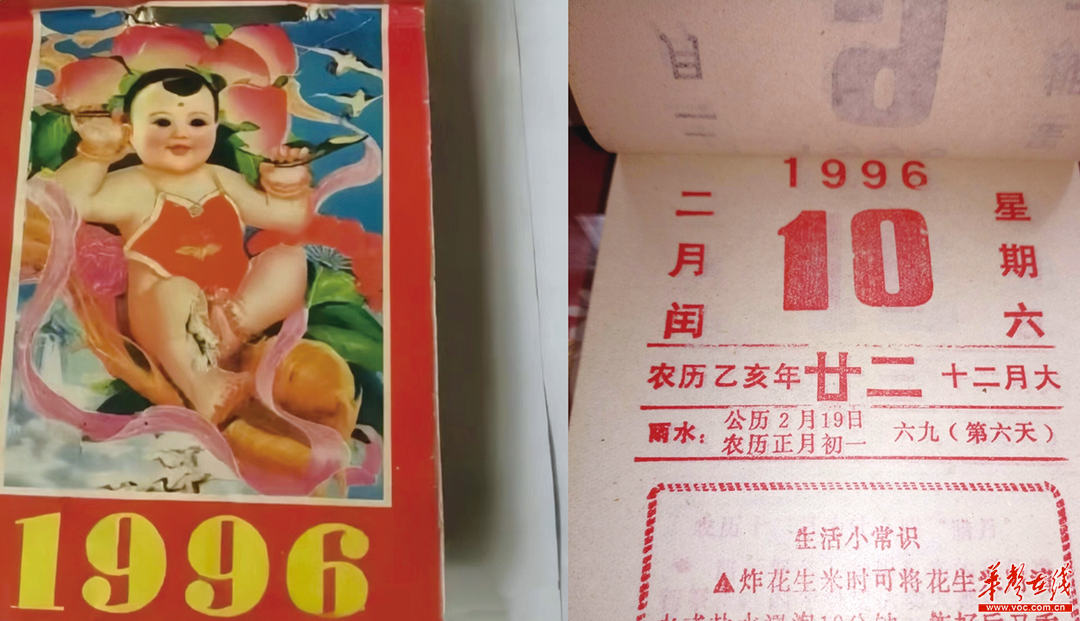 1996
1996
二月闰
10
星期六
农历乙亥年 廿二 十二月大
雨水：公历2月19日
农历正月初一
六九（第六天）
生活小常识
炸花生米时可将花生
华声在线
www.voc.com.cn